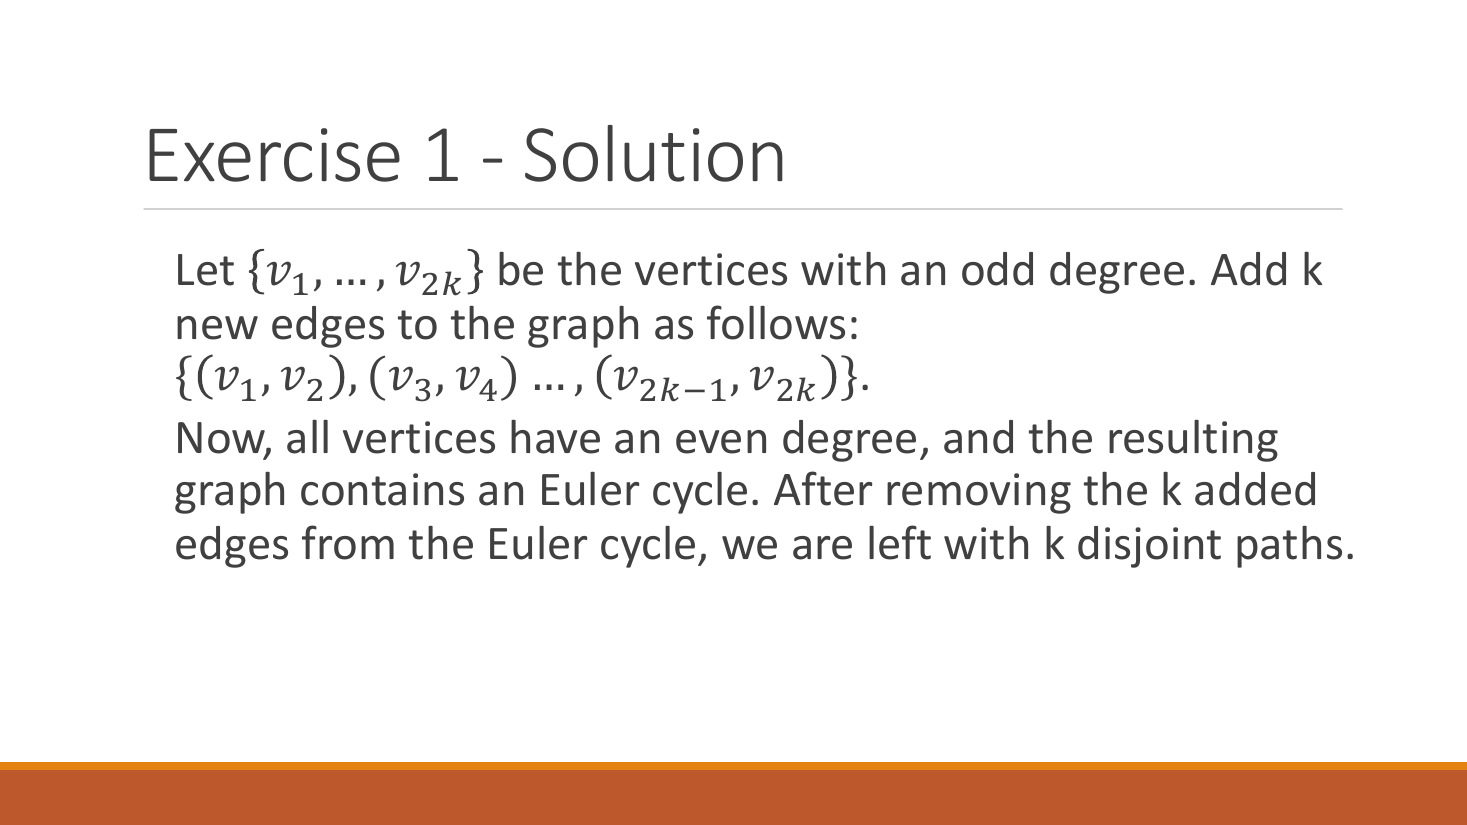 Exercise 1 - Solution
Let {𝑣₁, … , 𝑣₂ₖ} be the vertices with an odd degree. Add k
new edges to the graph as follows:
{(𝑣₁, 𝑣₂), (𝑣₃, 𝑣₄) … , (𝑣₂ₖ₋₁, 𝑣₂ₖ)}.
Now, all vertices have an even degree, and the resulting
graph contains an Euler cycle. After removing the k added
edges from the Euler cycle, we are left with k disjoint paths.